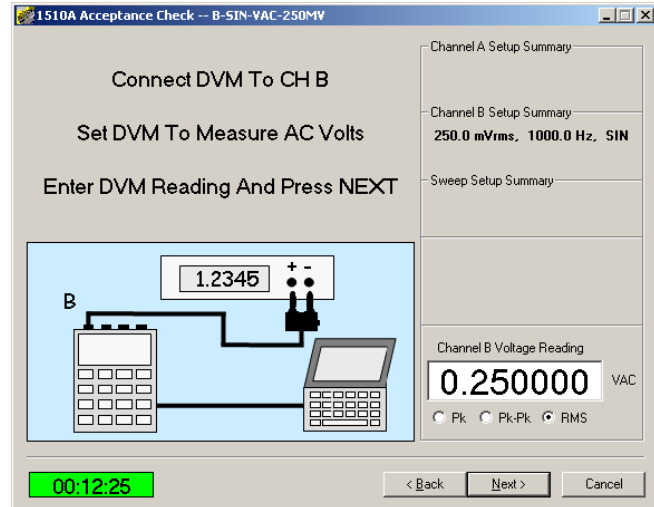 1510A Acceptance Check -- B-SIN-VAC-250MV
Connect DVM To CH B
Set DVM To Measure AC Volts
Enter DVM Reading And Press NEXT
1.2345
+ -
B
Channel A Setup Summary
Channel B Setup Summary
250.0 mVrms, 1000.0 Hz, SIN
Sweep Setup Summary
Channel B Voltage Reading
0.250000 VAC
Pk Pk-Pk RMS
00:12:25
< Back Next > Cancel